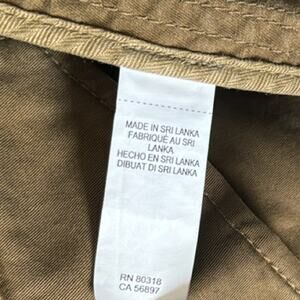 MADE IN SRI LANKA
FABRIQUÉ AU SRI
LANKA
HECHO EN SRI LANKA
DIBUAT DI SRI LANKA
RN 80318
CA 56897